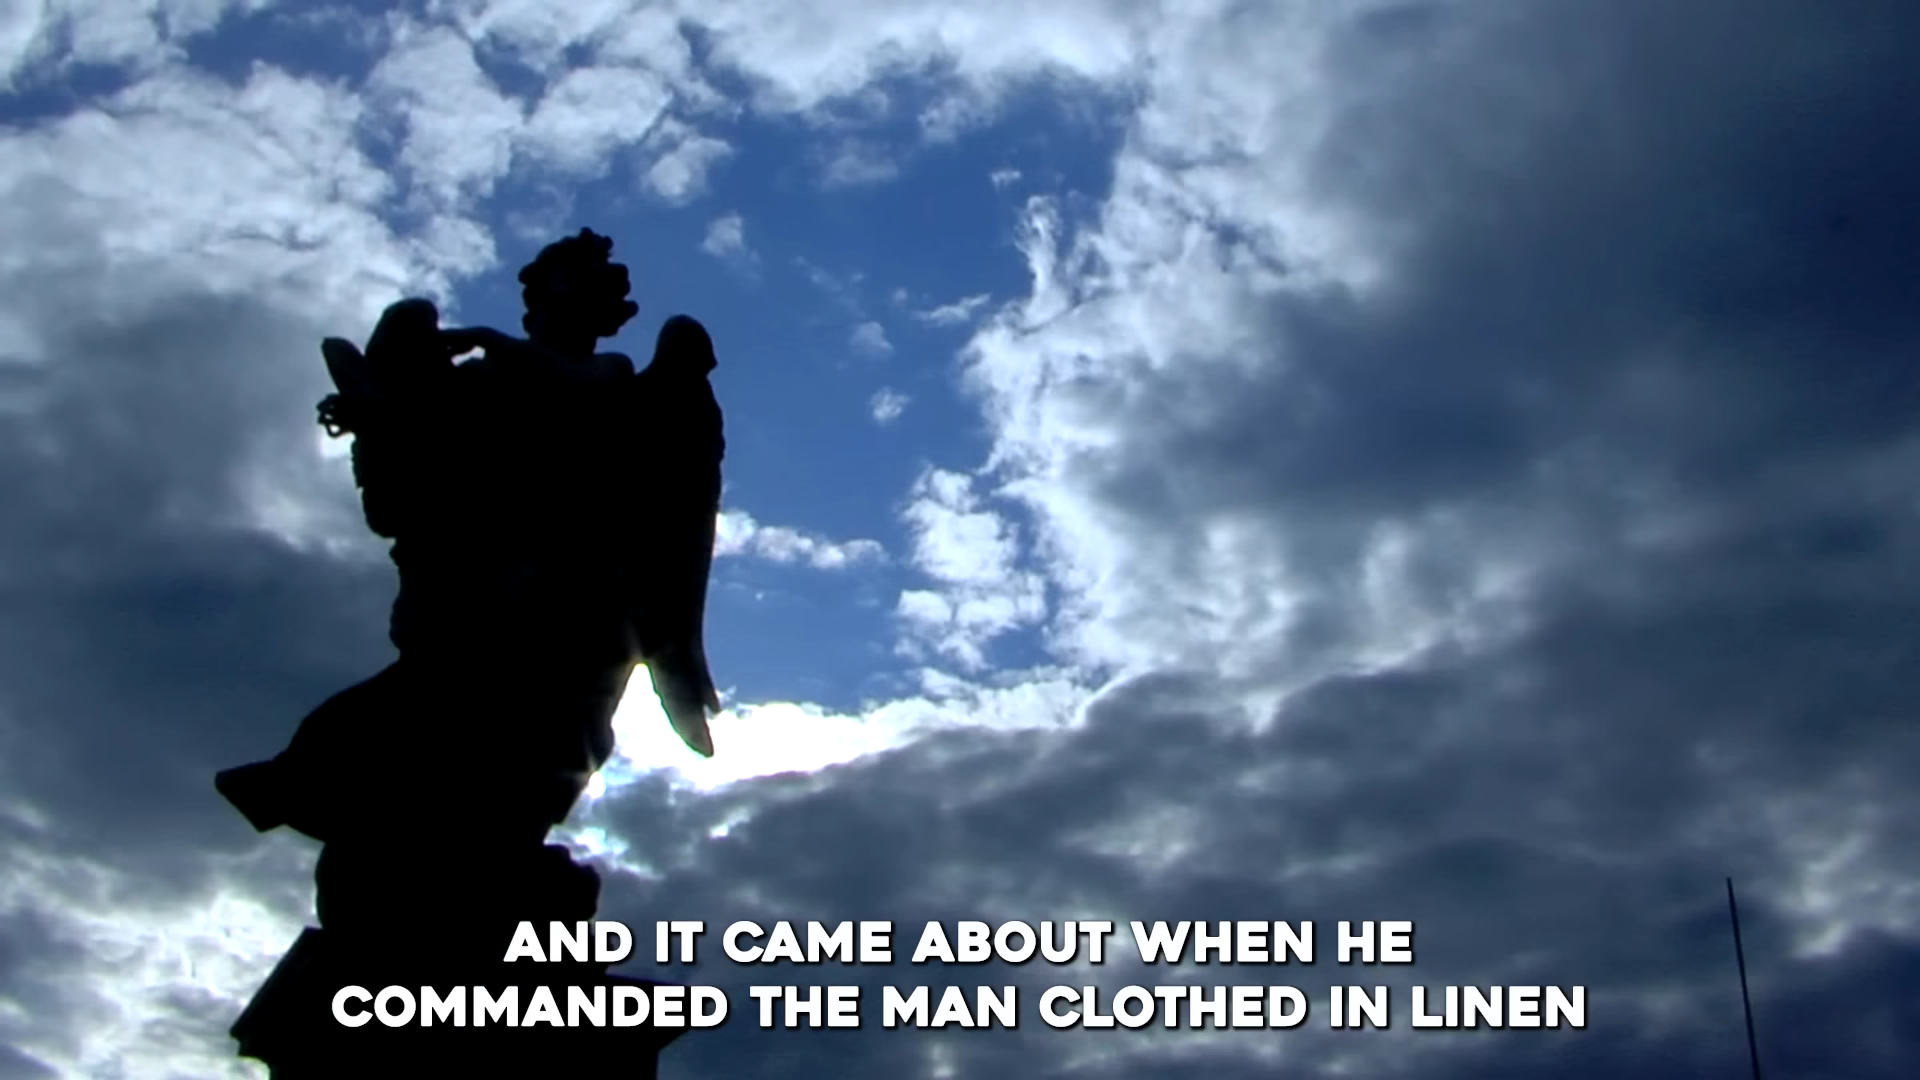 AND IT CAME ABOUT WHEN HE
COMMANDED THE MAN CLOTHED IN LINEN